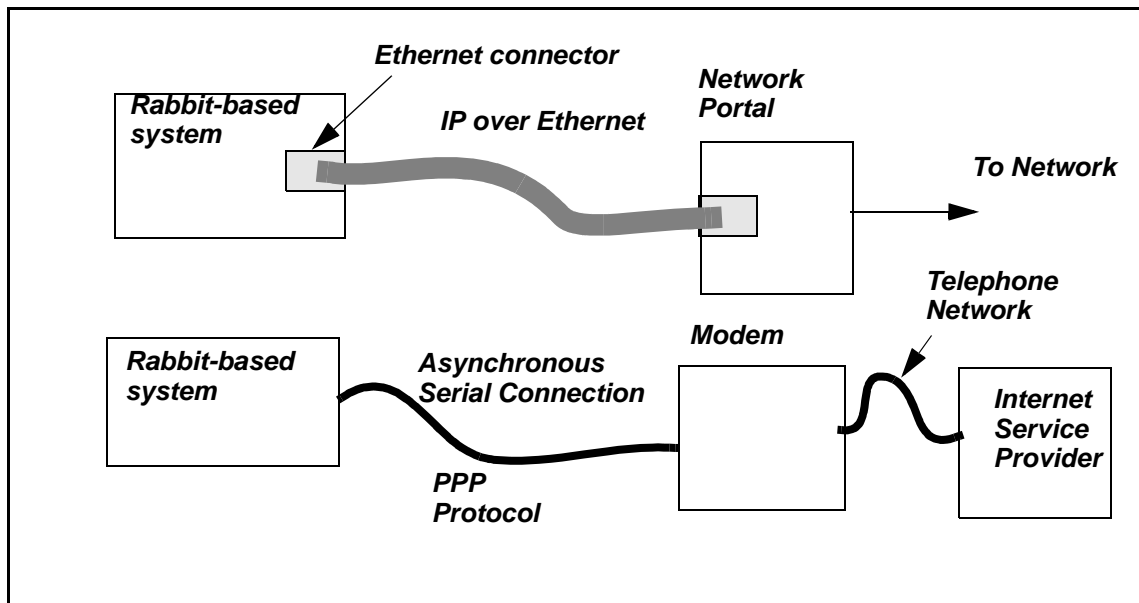 Ethernet connector
Rabbit-based
system
IP over Ethernet
Network
Portal
To Network
Telephone
Network
Rabbit-based
system
Asynchronous
Serial Connection
PPP
Protocol
Modem
Internet
Service
Provider